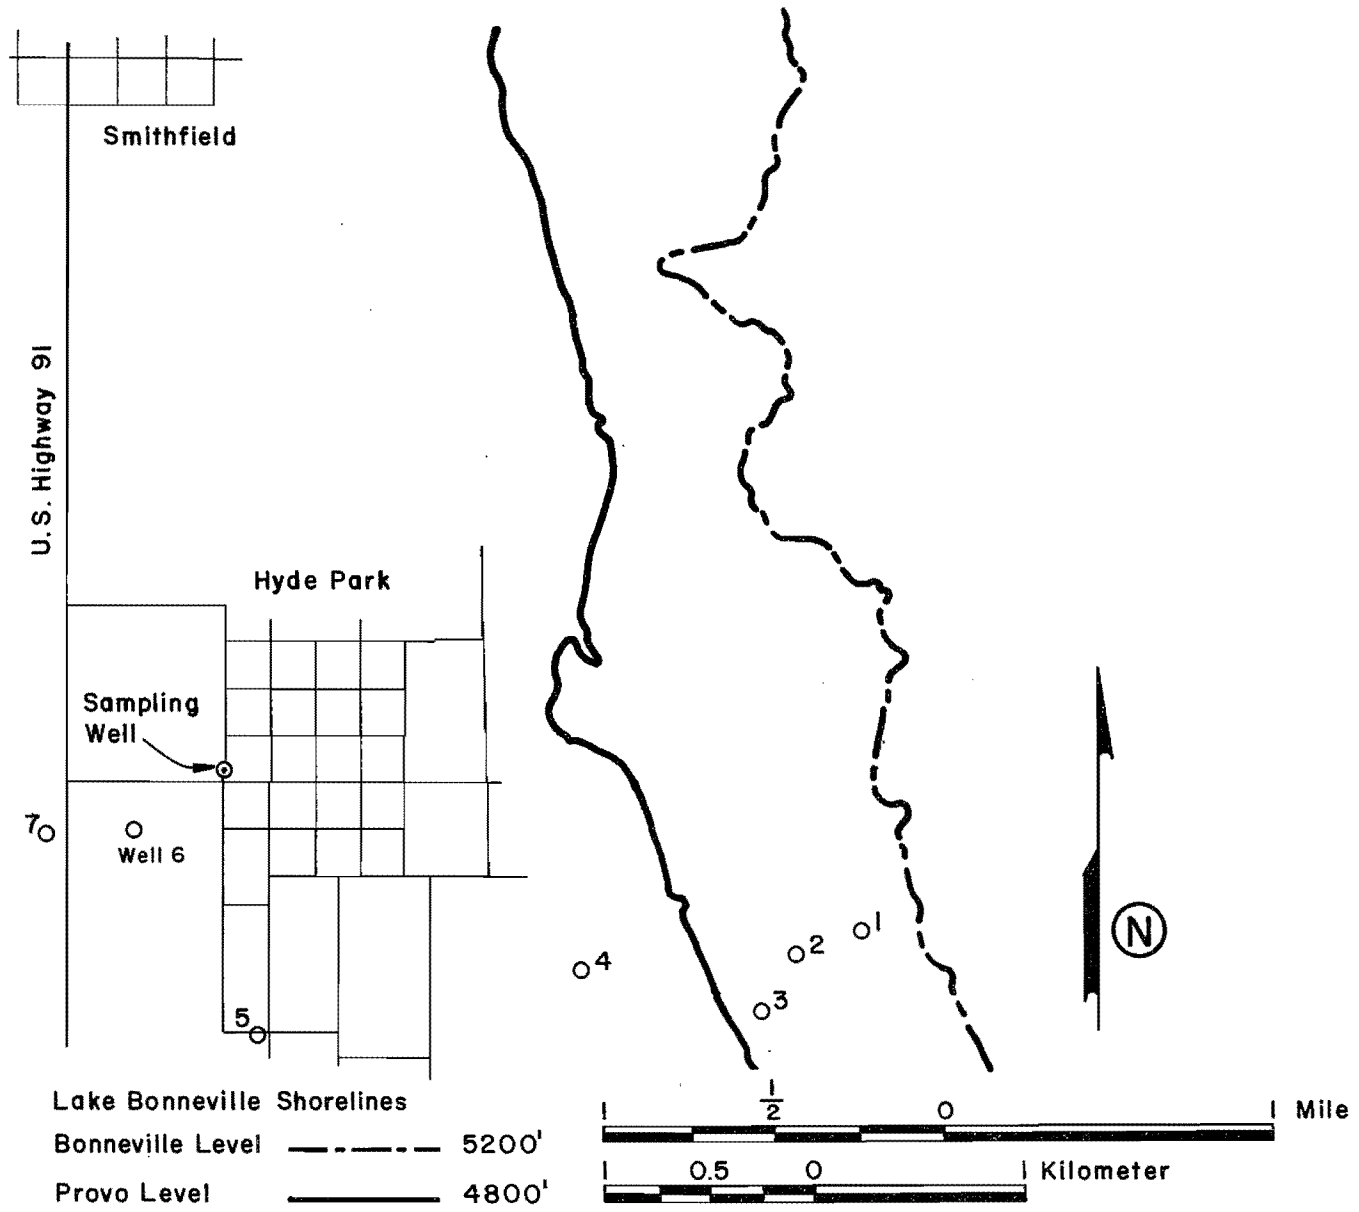 Smithfield
U.S. Highway 91
Hyde Park
Sampling
Well
7
Well 6
1
2
4
3
5
N
Lake Bonneville Shorelines
Bonneville Level 5200'
Provo Level 4800'
1 1/2 0 1 Mile
1 0.5 0 1 Kilometer